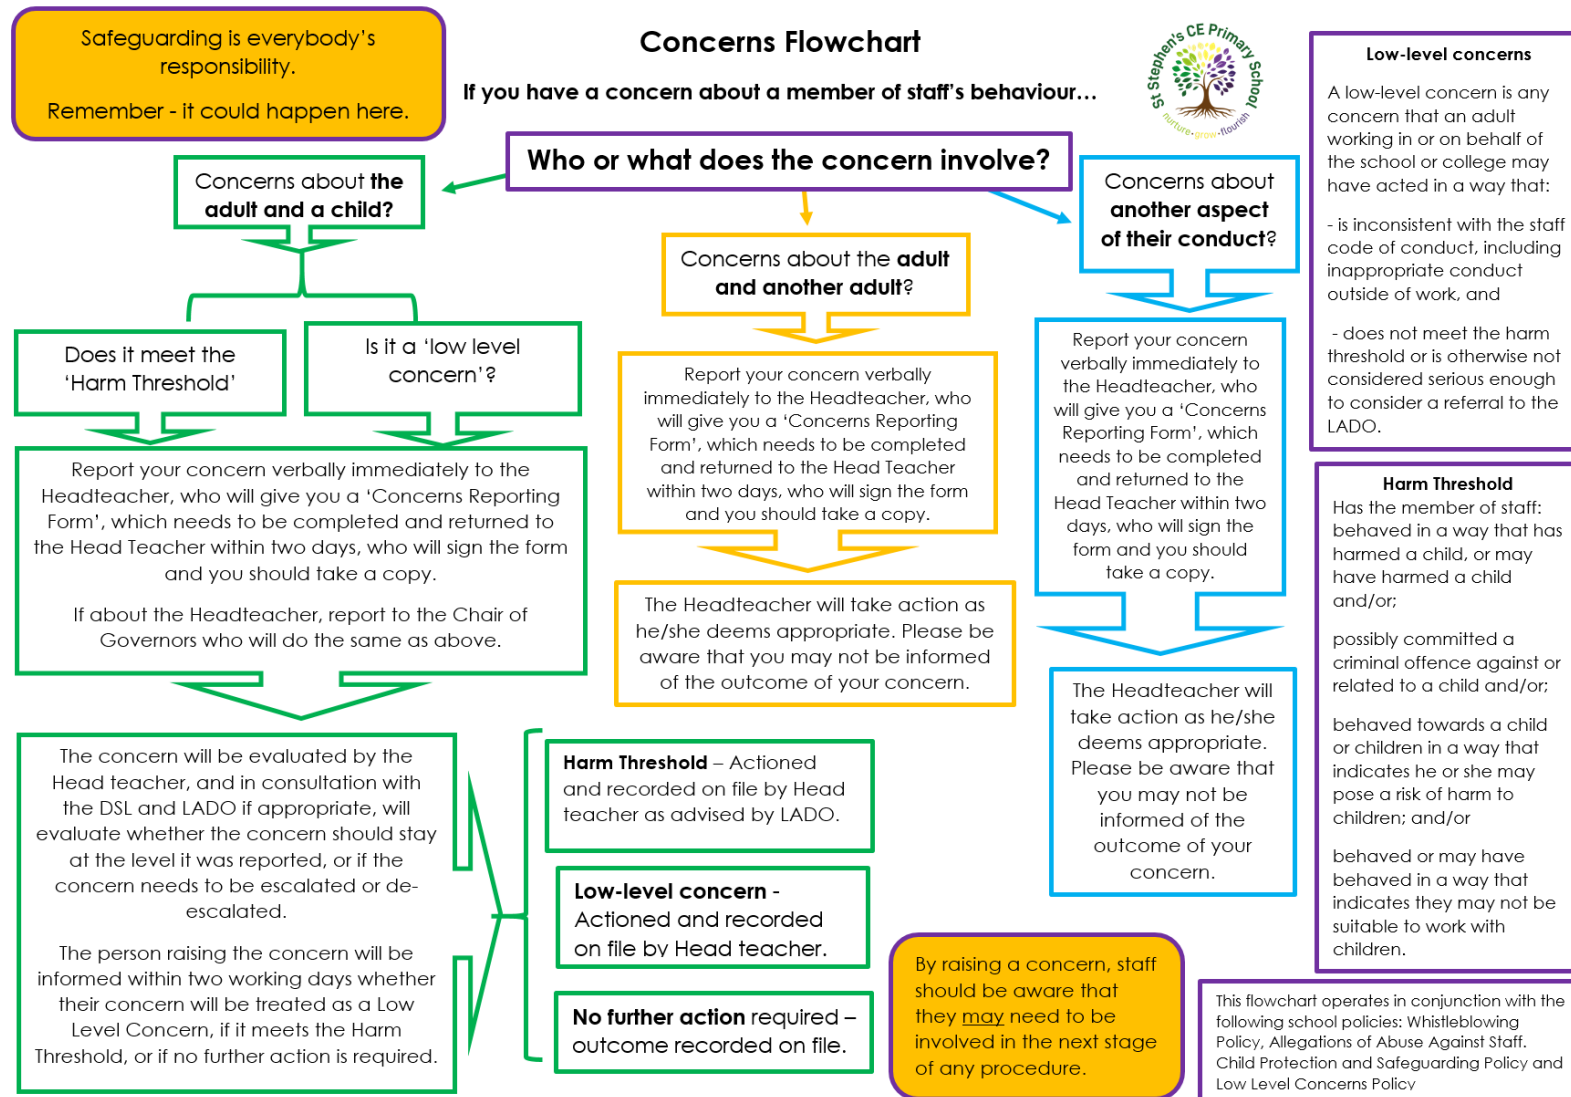 Safeguarding is everybody's
responsibility.
Remember - it could happen here.
Concerns Flowchart
If you have a concern about a member of staff's behaviour…
St Stephen's CE Primary School
nurture-grow-flourish
Who or what does the concern involve?
Concerns about the
adult and a child?
Does it meet the
'Harm Threshold'
Is it a 'low level
concern'?
Report your concern verbally immediately to the
Headteacher, who will give you a 'Concerns Reporting
Form', which needs to be completed and returned to
the Head Teacher within two days, who will sign the form
and you should take a copy.
If about the Headteacher, report to the Chair of
Governors who will do the same as above.
The concern will be evaluated by the
Head teacher, and in consultation with
the DSL and LADO if appropriate, will
evaluate whether the concern should stay
at the level it was reported, or if the
concern needs to be escalated or de-
escalated.
The person raising the concern will be
informed within two working days whether
their concern will be treated as a Low
Level Concern, if it meets the Harm
Threshold, or if no further action is required.
Harm Threshold – Actioned
and recorded on file by Head
teacher as advised by LADO.
Low-level concern -
Actioned and recorded
on file by Head teacher.
No further action required –
outcome recorded on file.
Concerns about the adult
and another adult?
Report your concern verbally
immediately to the Headteacher, who
will give you a 'Concerns Reporting
Form', which needs to be completed
and returned to the Head Teacher
within two days, who will sign the form
and you should take a copy.
The Headteacher will take action as
he/she deems appropriate. Please be
aware that you may not be informed
of the outcome of your concern.
Concerns about
another aspect
of their conduct?
Report your concern
verbally immediately to
the Headteacher, who
will give you a 'Concerns
Reporting Form', which
needs to be completed
and returned to the
Head Teacher within two
days, who will sign the
form and you should
take a copy.
The Headteacher will
take action as he/she
deems appropriate.
Please be aware that
you may not be
informed of the
outcome of your
concern.
By raising a concern, staff
should be aware that
they may need to be
involved in the next stage
of any procedure.
Low-level concerns
A low-level concern is any
concern that an adult
working in or on behalf of
the school or college may
have acted in a way that:
- is inconsistent with the staff
code of conduct, including
inappropriate conduct
outside of work, and
- does not meet the harm
threshold or is otherwise not
considered serious enough
to consider a referral to the
LADO.
Harm Threshold
Has the member of staff:
behaved in a way that has
harmed a child, or may
have harmed a child
and/or;
possibly committed a
criminal offence against or
related to a child and/or;
behaved towards a child
or children in a way that
indicates he or she may
pose a risk of harm to
children; and/or
behaved or may have
behaved in a way that
indicates they may not be
suitable to work with
children.
This flowchart operates in conjunction with the
following school policies: Whistleblowing
Policy, Allegations of Abuse Against Staff.
Child Protection and Safeguarding Policy and
Low Level Concerns Policy